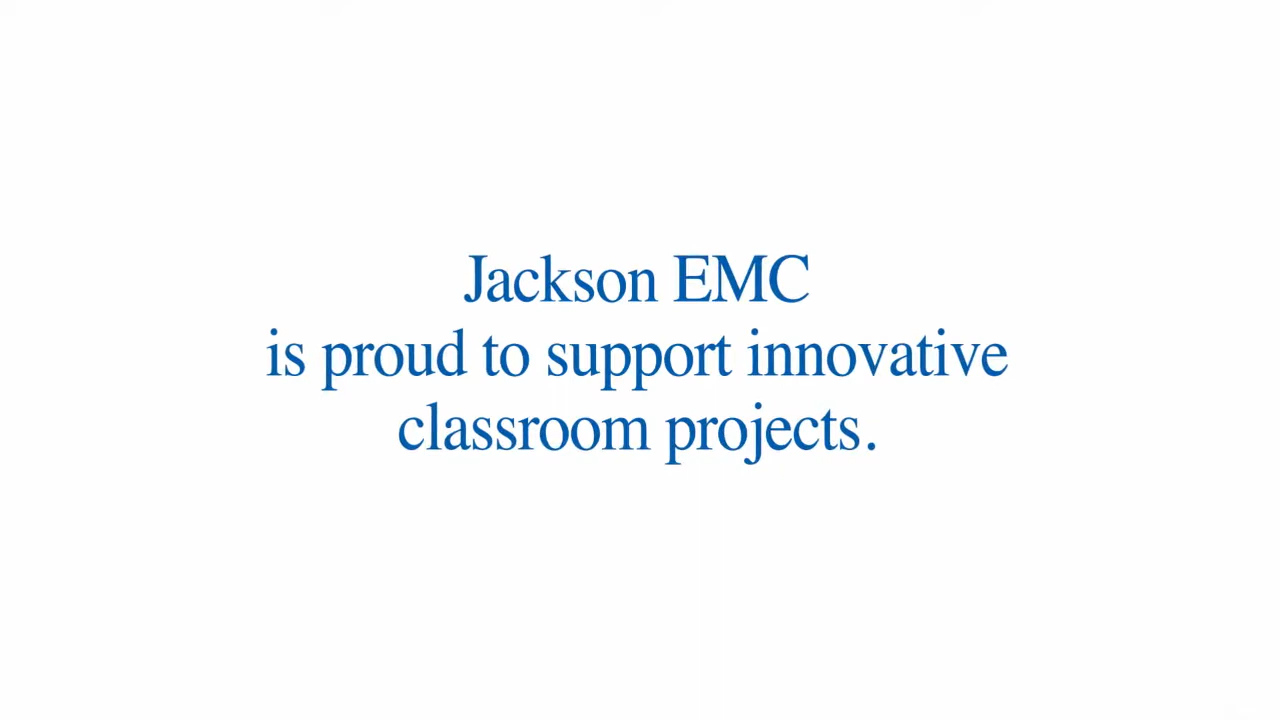 Jackson EMC
is proud to support innovative
classroom projects.